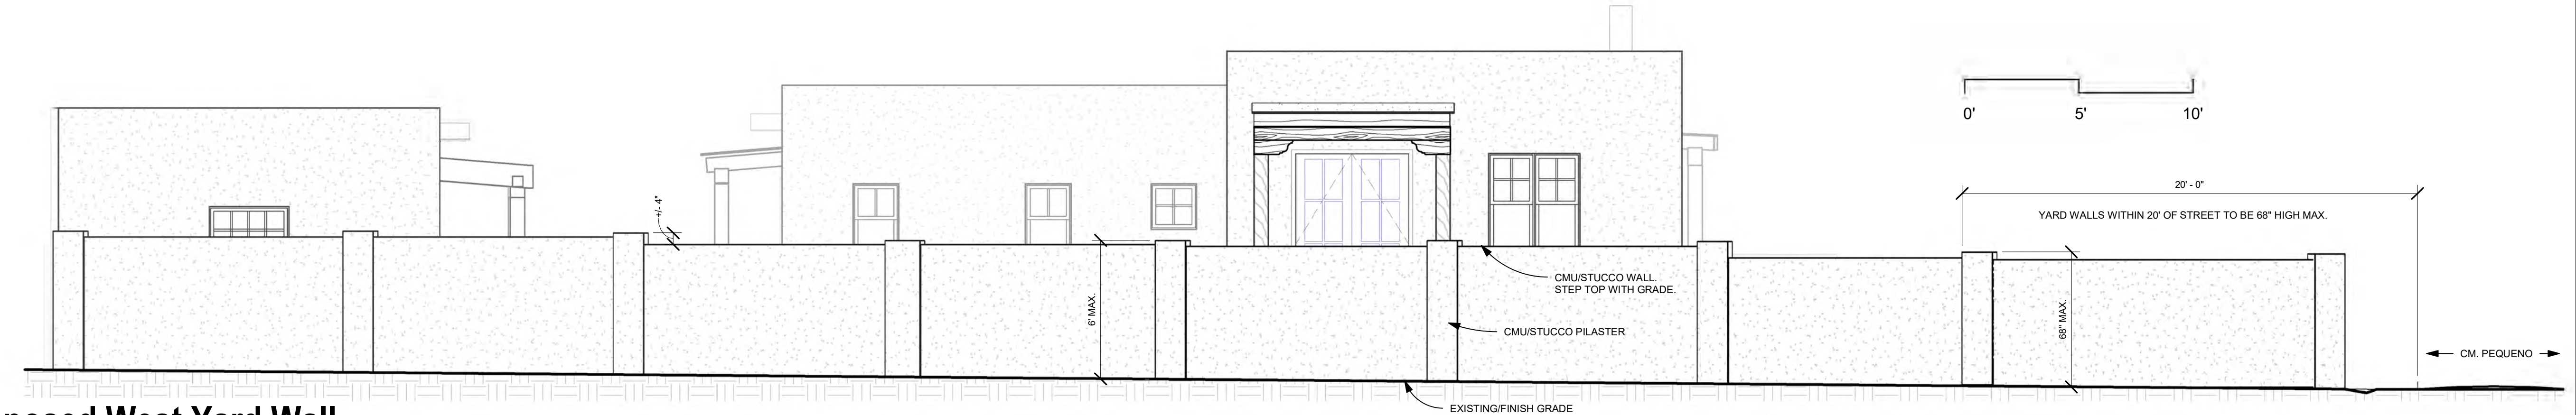 0' 5' 10'
20' - 0"
YARD WALLS WITHIN 20' OF STREET TO BE 68" HIGH MAX.
+/- 4"
CMU/STUCCO WALL.
STEP TOP WITH GRADE.
6' MAX.
68" MAX.
CMU/STUCCO PILASTER
CM. PEQUENO
EXISTING/FINISH GRADE
West Yard Wall